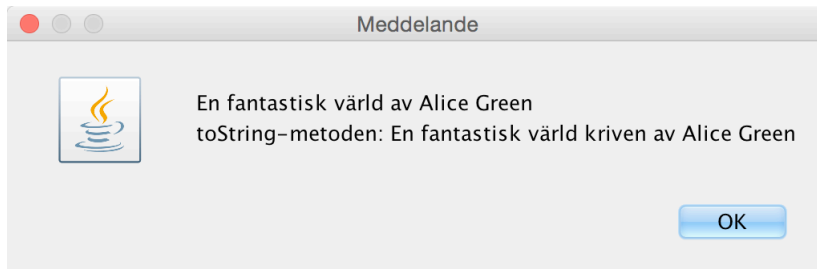 Meddelande
En fantastisk värld av Alice Green
toString-metoden: En fantastisk värld kriven av Alice Green
OK